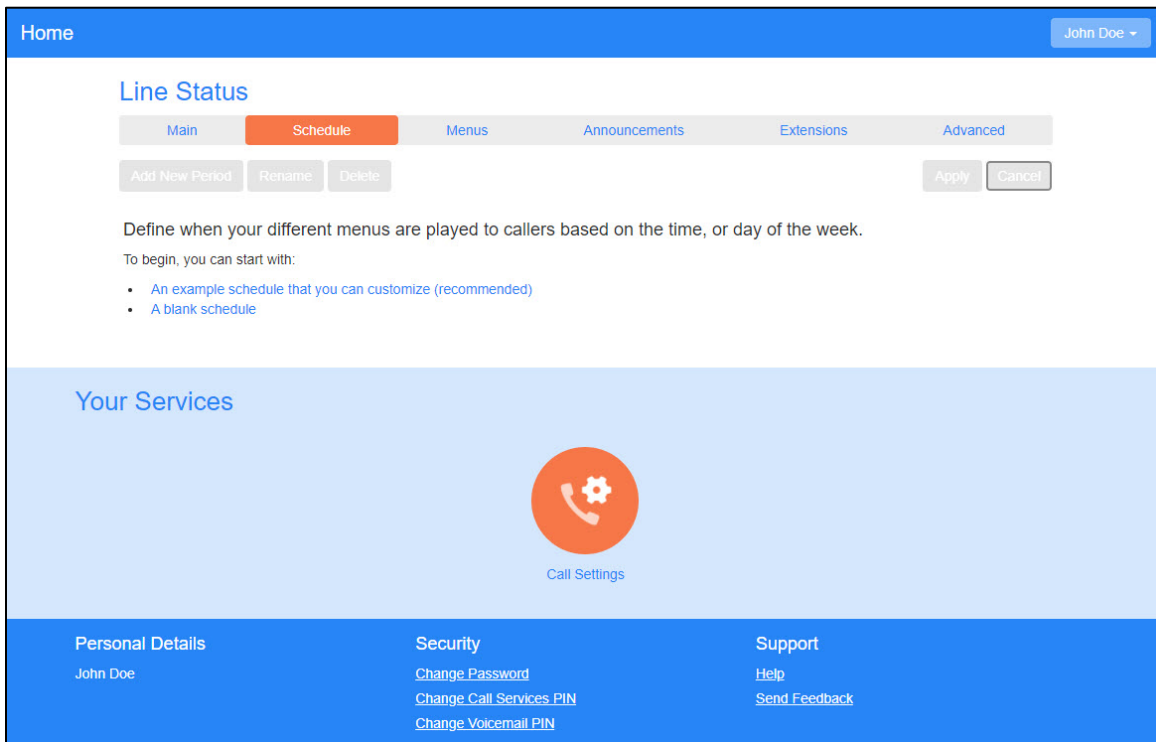 Home
John Doe
Line Status
Main Schedule Menus Announcements Extensions Advanced
Add New Period Rename Delete Apply Cancel
Define when your different menus are played to callers based on the time, or day of the week.
To begin, you can start with:
An example schedule that you can customize (recommended)
A blank schedule
Your Services
Call Settings
Personal Details
John Doe
Security
Change Password
Change Call Services PIN
Change Voicemail PIN
Support
Help
Send Feedback